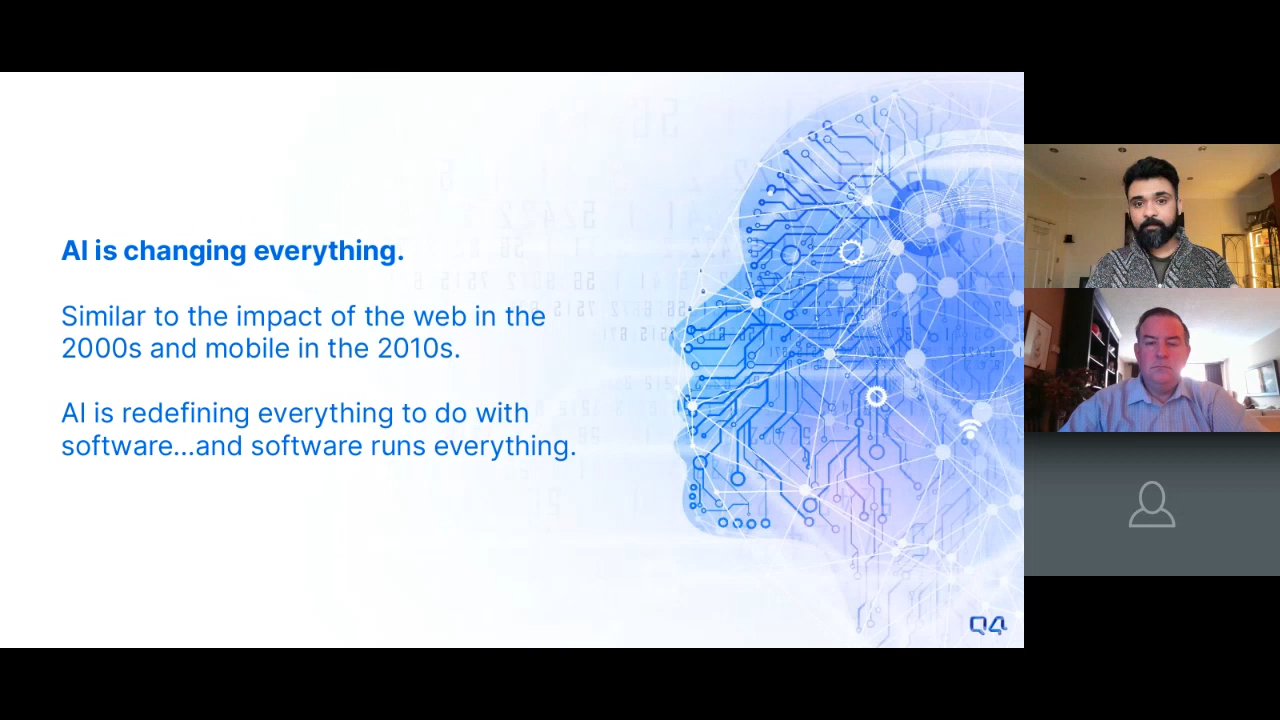 AI is changing everything.
Similar to the impact of the web in the
2000s and mobile in the 2010s.
AI is redefining everything to do with
software...and software runs everything.
Q4